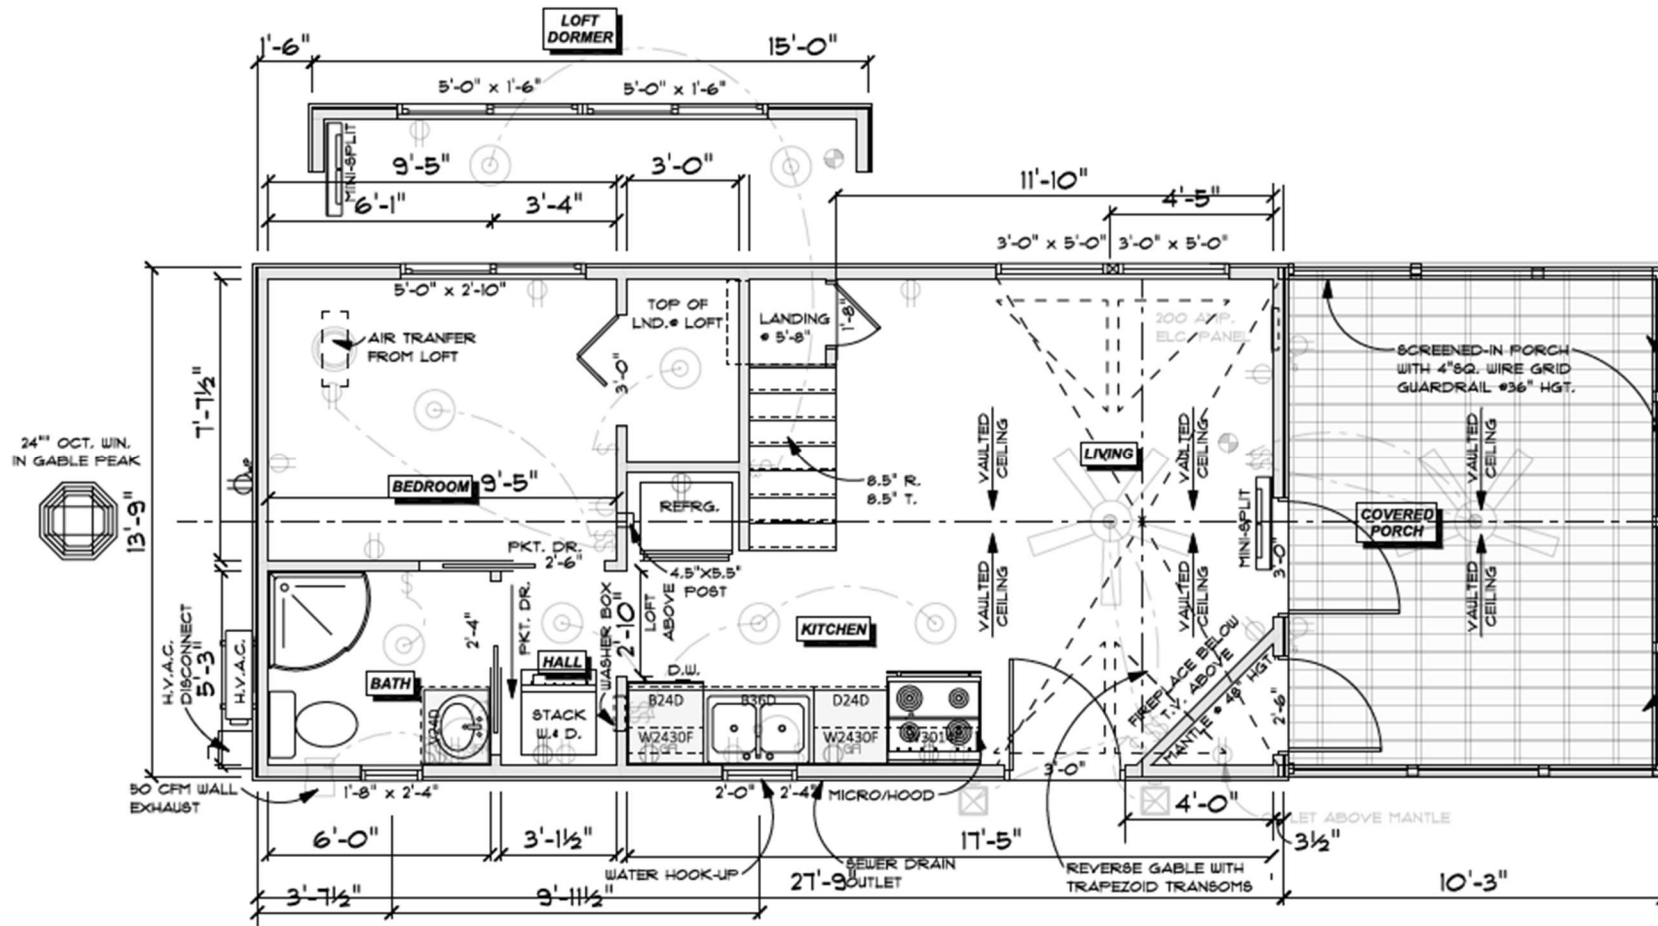 LOFT
DORMER
1'-6"
15'-0"
5'-0" x 1'-6"
5'-0" x 1'-6"
MINI-SPLIT
9'-5"
3'-0"
6'-1"
3'-4"
11'-10"
4'-5"
3'-0" x 5'-0"
3'-0" x 5'-0"
5'-0" x 2'-10"
TOP OF
LND.@ LOFT
LANDING
@ 5'-8"
1'-8"
200 AMP.
ELC. PANEL
AIR TRANFER
FROM LOFT
3'-0"
SCREENED-IN PORCH
WITH 4"SQ. WIRE GRID
GUARDRAIL @36" HGT.
7'-7½"
24"" OCT. WIN.
IN GABLE PEAK
13'-9"
BEDROOM
9'-5"
REFRG.
8.5" R.
8.5" T.
VAULTED
CEILING
LIVING
VAULTED
CEILING
VAULTED
CEILING
MINI-SPLIT
COVERED
PORCH
PKT. DR.
2'-6"
4.5"X5.5"
POST
3'-0"
VAULTED
CEILING
VAULTED
CEILING
VAULTED
CEILING
H.V.A.C.
DISCONNECT
5'-3"
H.V.A.C.
2'-4"
PKT. DR.
WASHER BOX
2'-10"
LOFT
ABOVE
KITCHEN
HALL
BATH
D.W.
FIREPLACE BELOW
T.V. ABOVE
MANTLE @ 48" HGT.
2'-6"
V24D
STACK
W.& D.
B24D
B36D
D24D
W2430F
GFI
W2430F
GFI
3'-0"
50 CFM WALL
EXHAUST
1'-8" x 2'-4"
2'-0"
2'-4"
MICRO/HOOD
4'-0"
LET ABOVE MANTLE
6'-0"
3'-1½"
17'-5"
3½"
WATER HOOK-UP
SEWER DRAIN
OUTLET
REVERSE GABLE WITH
TRAPEZOID TRANSOMS
27'-9"
10'-3"
3'-7½"
9'-11½"